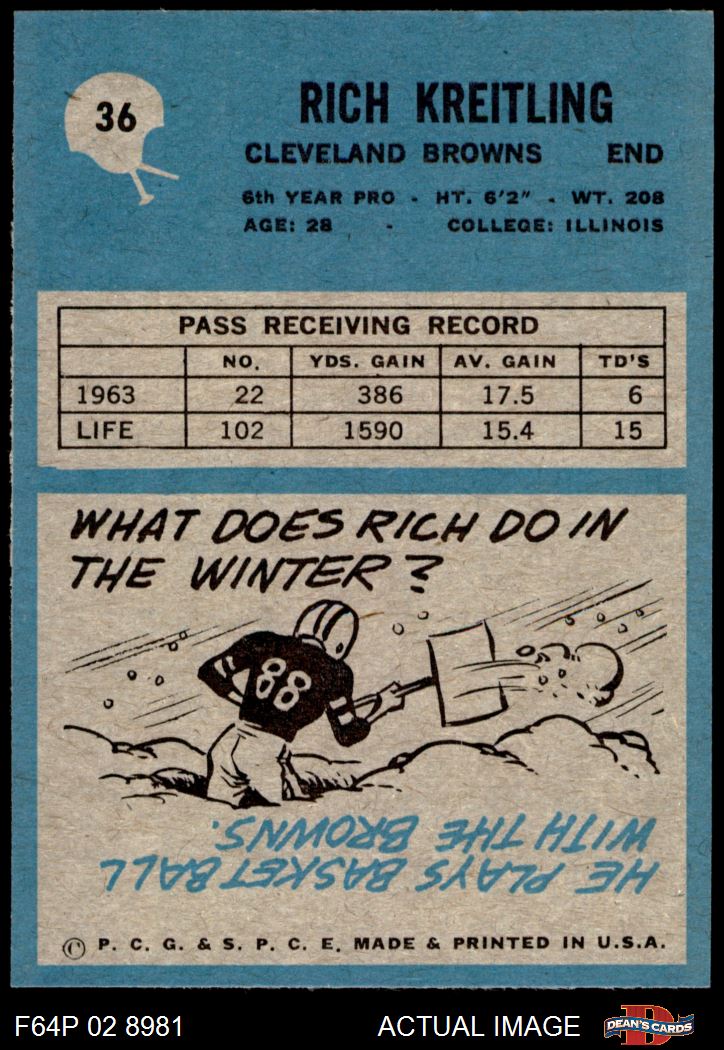 36
RICH KREITLING
CLEVELAND BROWNS END
6th YEAR PRO - HT. 6'2" - WT. 208
AGE: 28 - COLLEGE: ILLINOIS
PASS RECEIVING RECORD
NO. YDS. GAIN AV. GAIN TD'S
1963 22 386 17.5 6
LIFE 102 1590 15.4 15
WHAT DOES RICH DO IN
THE WINTER?
88
HE PLAYS BASKETBALL
WITH THE BROWNS.
© P. C. G. & S. P. C. E. MADE & PRINTED IN U.S.A.
F64P 02 8981 ACTUAL IMAGE D DEAN'S CARDS